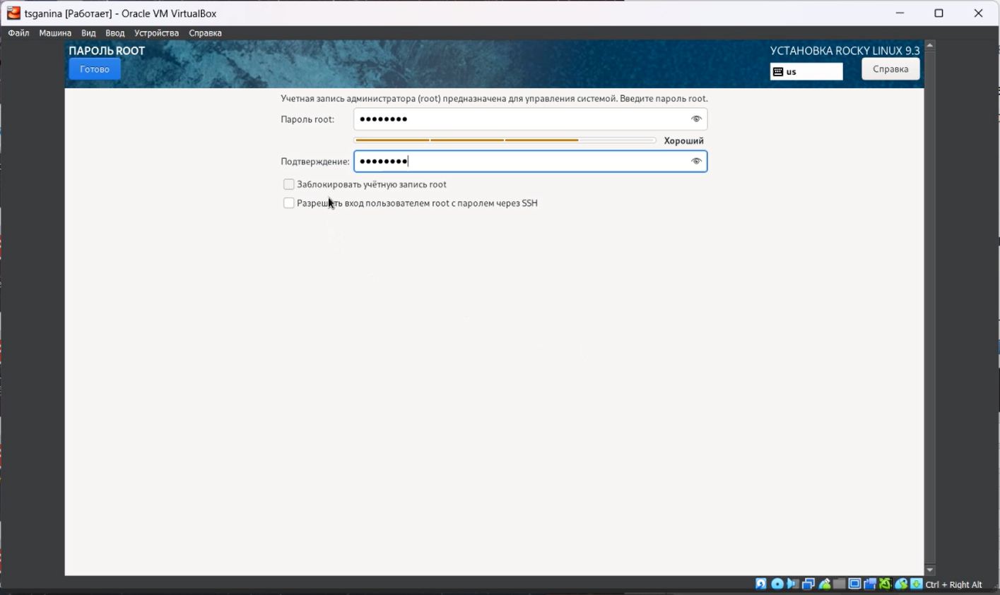 tsganina [Работает] - Oracle VM VirtualBox
Файл Машина Вид Ввод Устройства Справка
ПАРОЛЬ ROOT
УСТАНОВКА ROCKY LINUX 9.3
Готово
us
Справка
Учетная запись администратора (root) предназначена для управления системой. Введите пароль root.
Пароль root: ••••••••
Хороший
Подтверждение: ••••••••
Заблокировать учётную запись root
Разрешить вход пользователем root с паролем через SSH
Ctrl + Right Alt